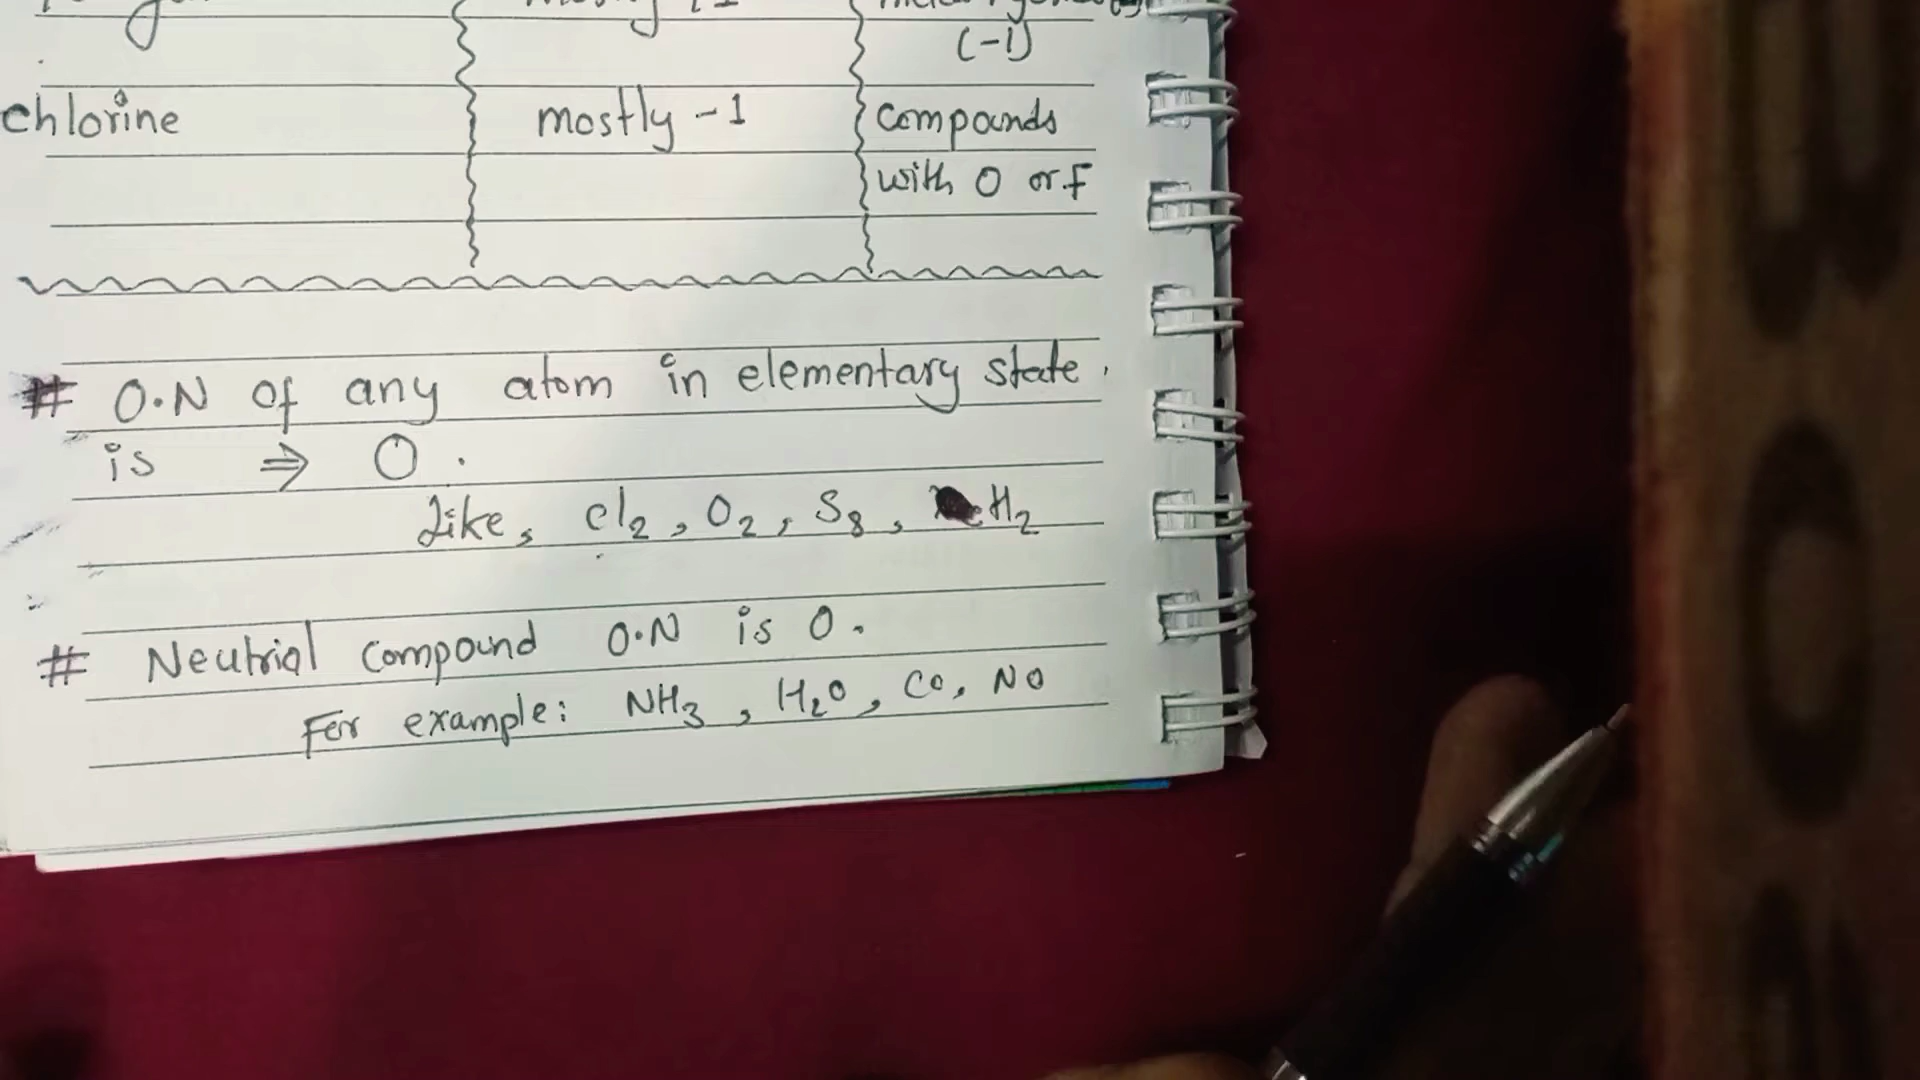 (-1)
chlorine mostly -1 compounds
with O or F
# O.N of any atom in elementary state.
is ⇒ 0.
Like, Cl2, O2, S8, H2
# Neutrial compound O.N is 0.
For example: NH3, H2O, CO, NO